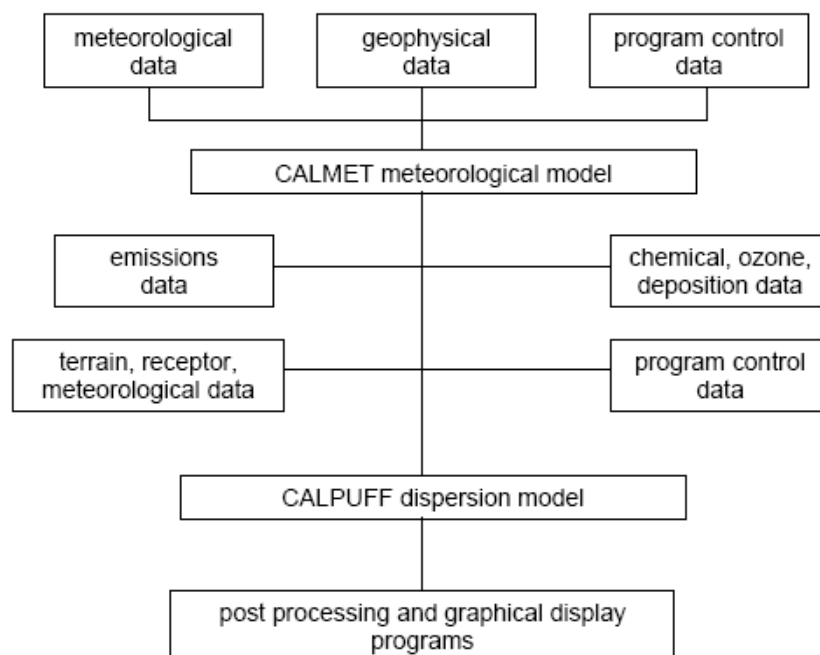 meteorological
data
geophysical
data
program control
data
CALMET meteorological model
emissions
data
chemical, ozone,
deposition data
terrain, receptor,
meteorological data
program control
data
CALPUFF dispersion model
post processing and graphical display
programs